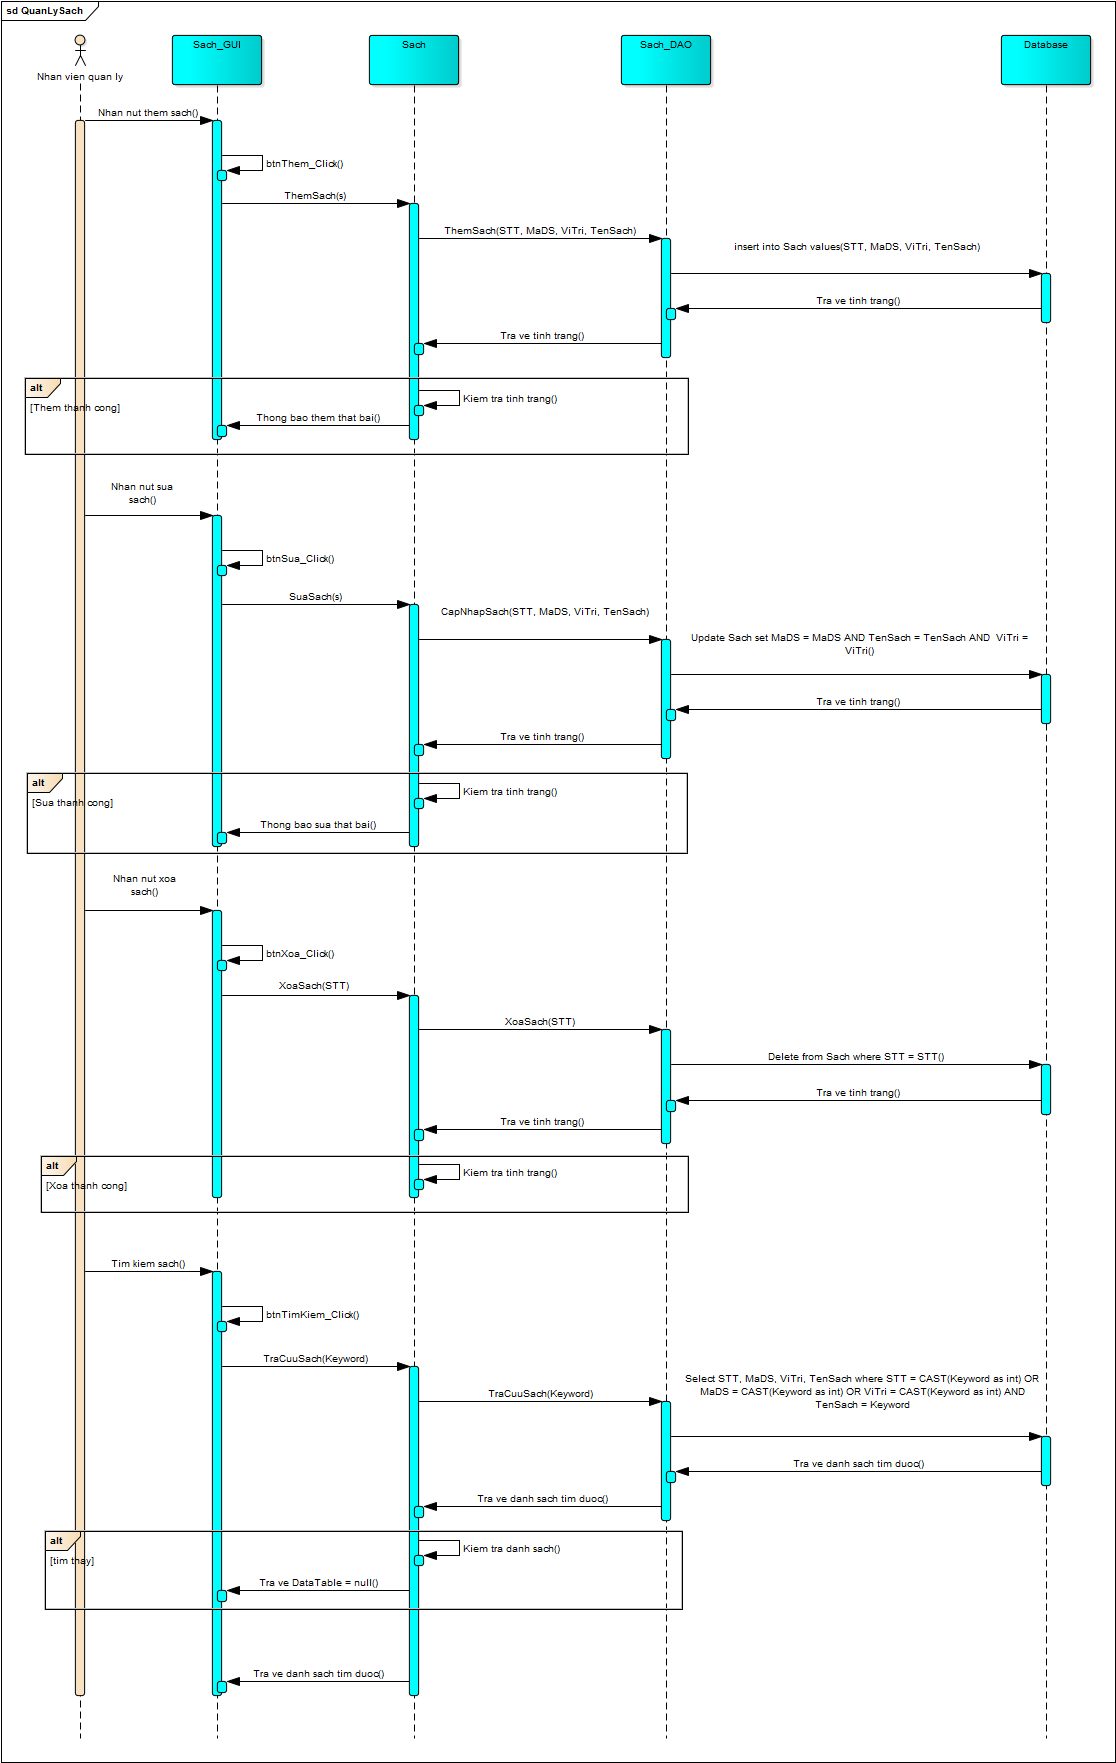 sd QuanLySach
Sach_GUI
Sach
Sach_DAO
Database
Nhan vien quan ly
Nhan nut them sach()
btnThem_Click()
ThemSach(s)
ThemSach(STT, MaDS, ViTri, TenSach)
insert into Sach values(STT, MaDS, ViTri, TenSach)
Tra ve tinh trang()
Tra ve tinh trang()
alt
[Them thanh cong]
Kiem tra tinh trang()
Thong bao them that bai()
Nhan nut sua
sach()
btnSua_Click()
SuaSach(s)
CapNhapSach(STT, MaDS, ViTri, TenSach)
Update Sach set MaDS = MaDS AND TenSach = TenSach AND  ViTri =
ViTri()
Tra ve tinh trang()
Tra ve tinh trang()
alt
[Sua thanh cong]
Kiem tra tinh trang()
Thong bao sua that bai()
Nhan nut xoa
sach()
btnXoa_Click()
XoaSach(STT)
XoaSach(STT)
Delete from Sach where STT = STT()
Tra ve tinh trang()
Tra ve tinh trang()
alt
[Xoa thanh cong]
Kiem tra tinh trang()
Tim kiem sach()
btnTimKiem_Click()
TraCuuSach(Keyword)
TraCuuSach(Keyword)
Select STT, MaDS, ViTri, TenSach where STT = CAST(Keyword as int) OR
MaDS = CAST(Keyword as int) OR ViTri = CAST(Keyword as int) AND
TenSach = Keyword
Tra ve danh sach tim duoc()
Tra ve danh sach tim duoc()
alt
[tim thay]
Kiem tra danh sach()
Tra ve DataTable = null()
Tra ve danh sach tim duoc()